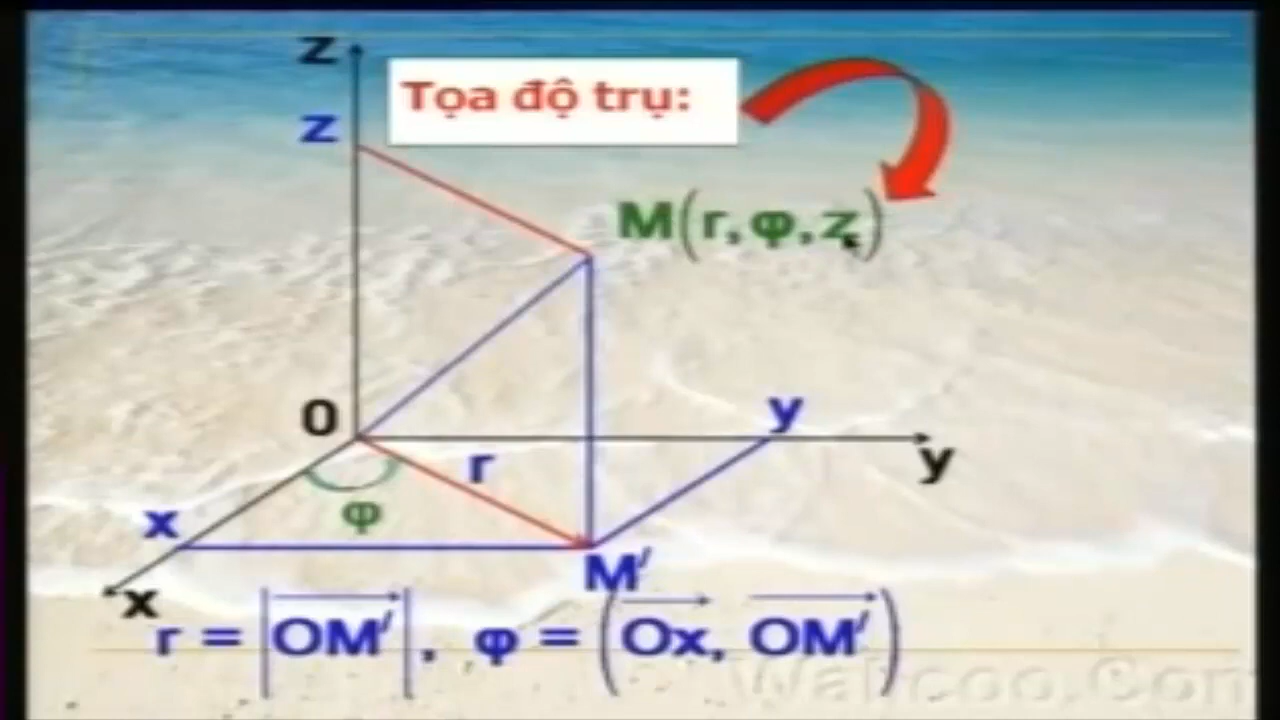 z
Tọa độ trụ:
z
M(r, φ, z)
0
y
r
y
φ
x
M'
x
r = |OM'|, φ = (Ox, OM')